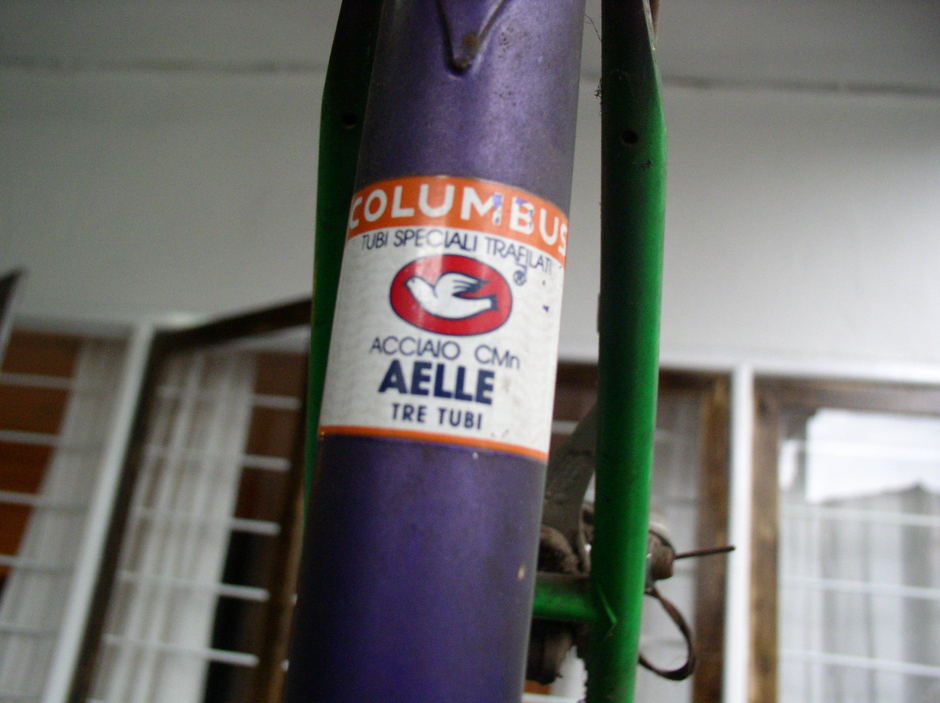 COLUMBUS
TUBI SPECIALI TRAFILATI
®
ACCIAIO CMn
AELLE
TRE TUBI